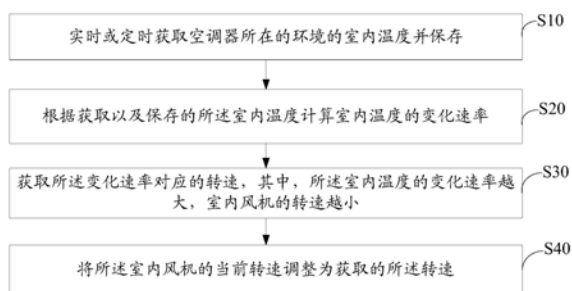 实时或定时获取空调器所在的环境的室内温度并保存
S10
根据获取以及保存的所述室内温度计算室内温度的变化速率
S20
获取所述变化速率对应的转速，其中，所述室内温度的变化速率越
大，室内风机的转速越小
S30
将所述室内风机的当前转速调整为获取的所述转速
S40